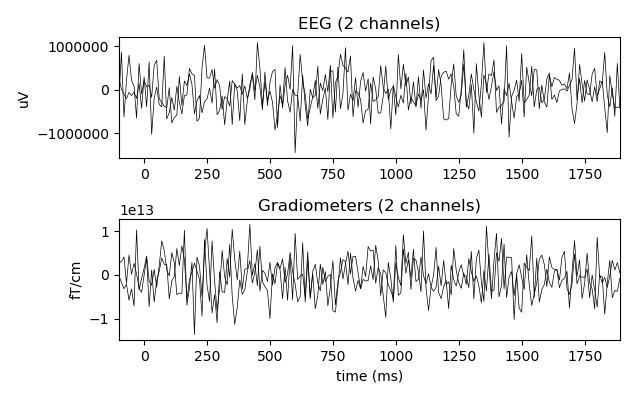 EEG (2 channels)
1000000
0
−1000000
uV
0 250 500 750 1000 1250 1500 1750
1e13
Gradiometers (2 channels)
1
0
−1
fT/cm
0 250 500 750 1000 1250 1500 1750
time (ms)